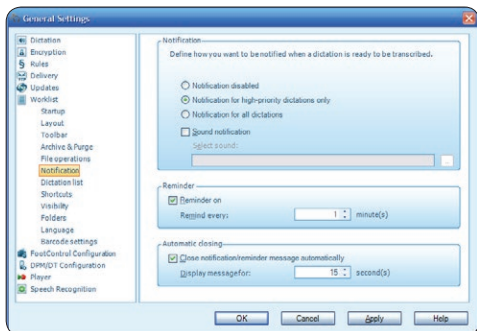 General Settings
Dictation
Encryption
Rules
Delivery
Updates
Worklist
Startup
Layout
Toolbar
Archive & Purge
File operations
Notification
Dictation list
Shortcuts
Visibility
Folders
Language
Barcode settings
FootControl Configuration
DPM/DT Configuration
Player
Speech Recognition
Notification
Define how you want to be notified when a dictation is ready to be transcribed.
Notification disabled
Notification for high-priority dictations only
Notification for all dictations
Sound notification
Select sound:
...
Reminder
Reminder on
Remind every: 1 minute(s)
Automatic closing
Close notification/reminder message automatically
Display message for: 15 second(s)
OK Cancel Apply Help